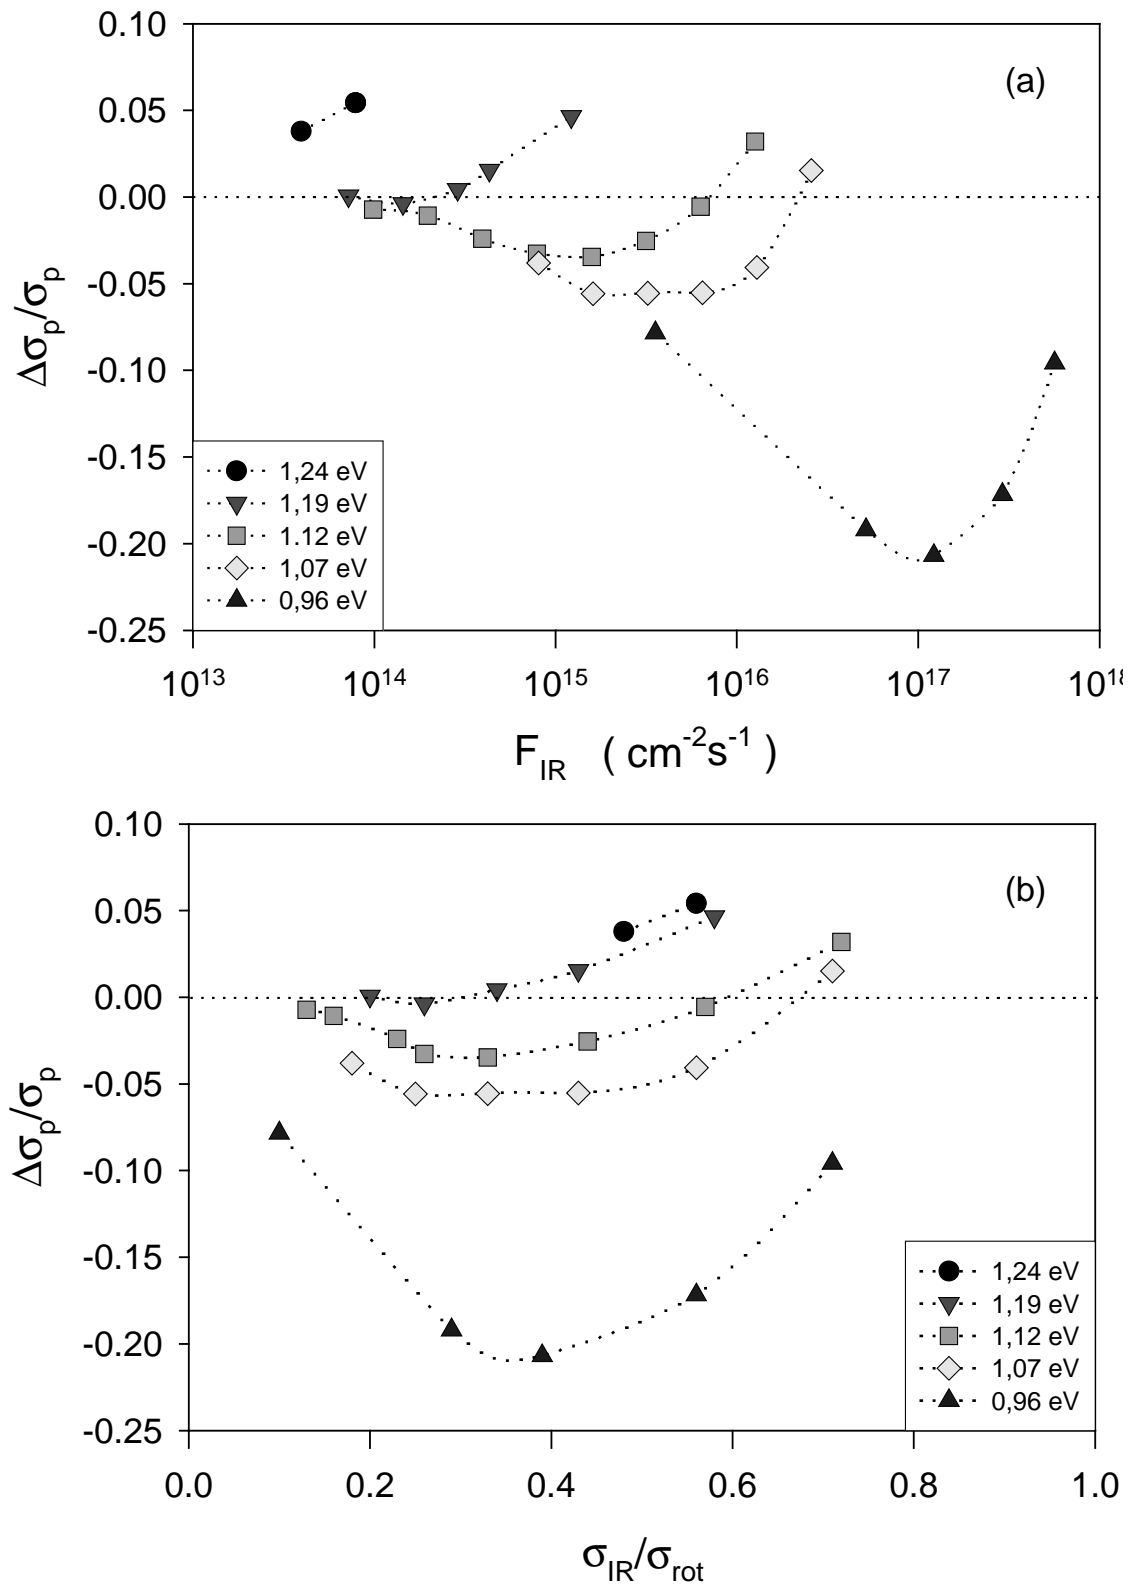 0.10
(a)
0.05
0.00
-0.05
-0.10
-0.15
-0.20
-0.25
Δσp/σp
1,24 eV
1,19 eV
1.12 eV
1,07 eV
0,96 eV
10^13 10^14 10^15 10^16 10^17 10^18
F_IR ( cm^-2 s^-1 )
0.10
(b)
0.05
0.00
-0.05
-0.10
-0.15
-0.20
-0.25
Δσp/σp
1,24 eV
1,19 eV
1,12 eV
1,07 eV
0,96 eV
0.0 0.2 0.4 0.6 0.8 1.0
σ_IR/σ_rot